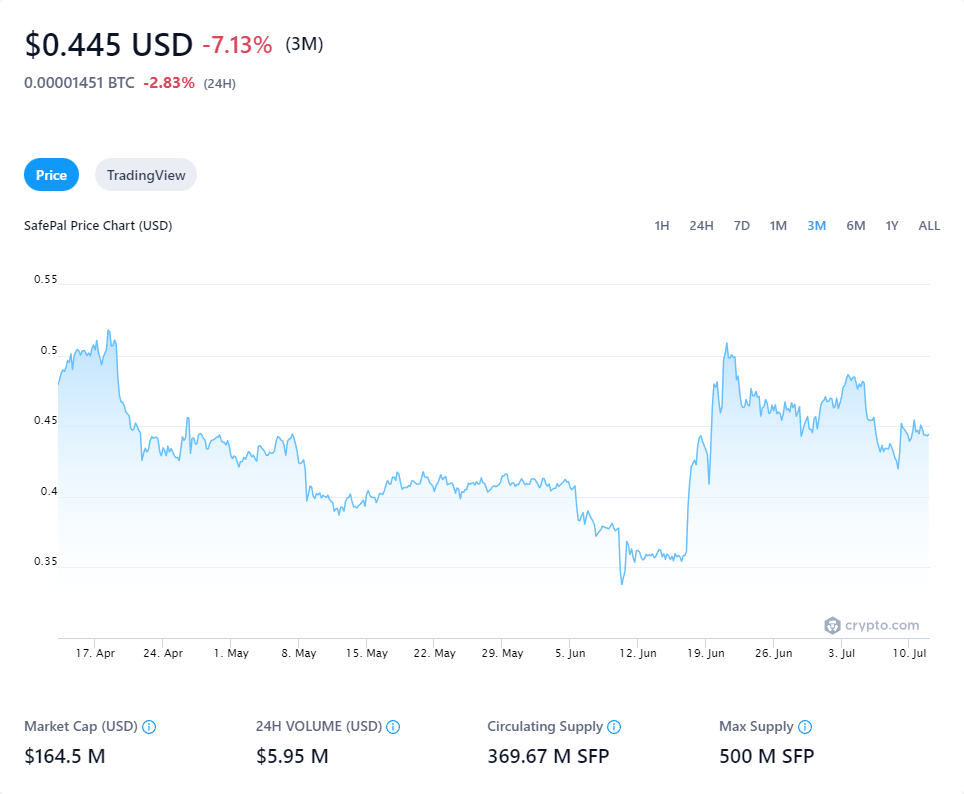 $0.445 USD -7.13% (3M)
0.00001451 BTC -2.83% (24H)
Price TradingView
SafePal Price Chart (USD) 1H 24H 7D 1M 3M 6M 1Y ALL
0.55
0.5
0.45
0.4
0.35
crypto.com
17. Apr 24. Apr 1. May 8. May 15. May 22. May 29. May 5. Jun 12. Jun 19. Jun 26. Jun 3. Jul 10. Jul
Market Cap (USD) 24H VOLUME (USD) Circulating Supply Max Supply
$164.5 M $5.95 M 369.67 M SFP 500 M SFP